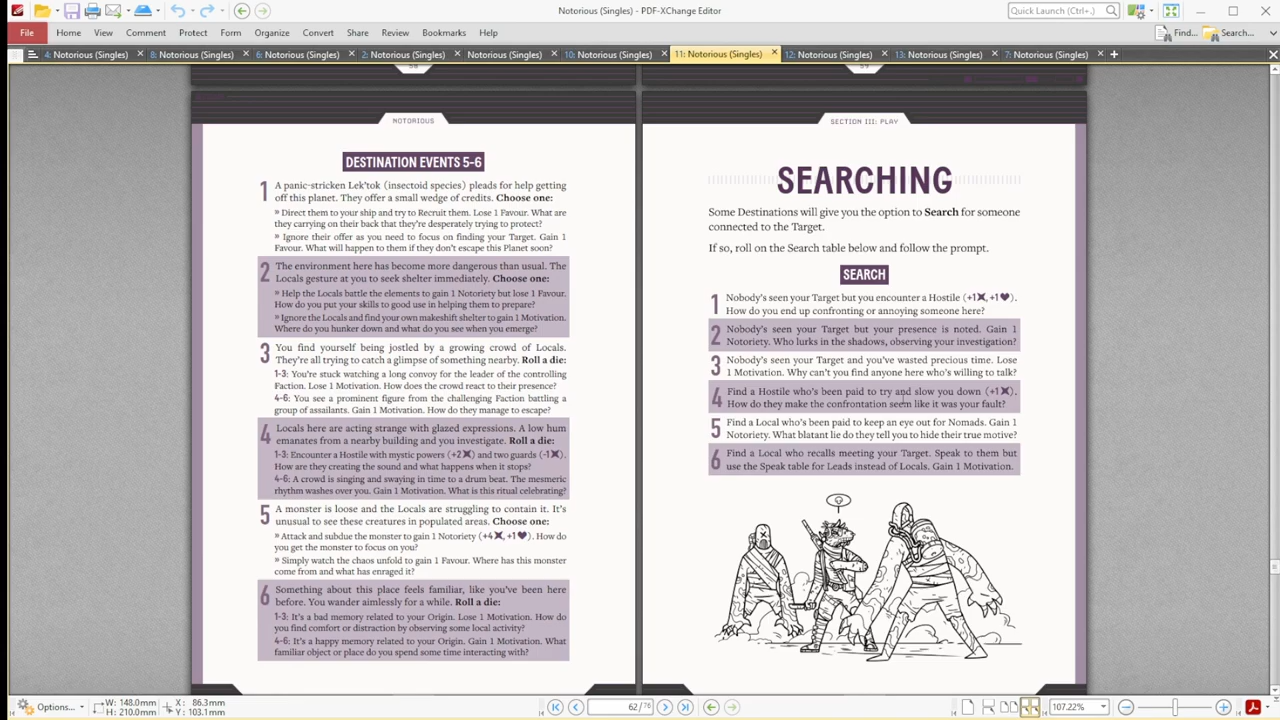 Notorious (Singles) - PDF-XChange Editor
Quick Launch (Ctrl+.)
File Home View Comment Protect Form Organize Convert Share Review Bookmarks Help
Find... Search...
4: Notorious (Singles) 8: Notorious (Singles) 6: Notorious (Singles) 2: Notorious (Singles) Notorious (Singles) 10: Notorious (Singles) 11: Notorious (Singles) 12: Notorious (Singles) 13: Notorious (Singles) 7: Notorious (Singles)
NOTORIOUS
DESTINATION EVENTS 5-6
1 A panic-stricken Lek'tok (insectoid species) pleads for help getting
off this planet. They offer a small wedge of credits. Choose one:
» Direct them to your ship and try to Recruit them. Lose 1 Favour. What are
they carrying on their back that they're desperately trying to protect?
» Ignore their offer as you need to focus on finding your Target. Gain 1
Favour. What will happen to them if they don't escape this Planet soon?
2 The environment here has become more dangerous than usual. The
Locals gesture at you to seek shelter immediately. Choose one:
» Help the Locals battle the elements to gain 1 Notoriety but lose 1 Favour.
How do you put your skills to good use in helping them to prepare?
» Ignore the Locals and find your own makeshift shelter to gain 1 Motivation.
Where do you hunker down and what do you see when you emerge?
3 You find yourself being jostled by a growing crowd of Locals.
They're all trying to catch a glimpse of something nearby. Roll a die:
1-3: You're stuck watching a long convoy for the leader of the controlling
Faction. Lose 1 Motivation. How does the crowd react to their presence?
4-6: You see a prominent figure from the challenging Faction battling a
group of assailants. Gain 1 Motivation. How do they manage to escape?
4 Locals here are acting strange with glazed expressions. A low hum
emanates from a nearby building and you investigate. Roll a die:
1-3: Encounter a Hostile with mystic powers (+2) and two guards (-1).
How are they creating the sound and what happens when it stops?
4-6: A crowd is singing and swaying in time to a drum beat. The mesmeric
rhythm washes over you. Gain 1 Motivation. What is this ritual celebrating?
5 A monster is loose and the Locals are struggling to contain it. It's
unusual to see these creatures in populated areas. Choose one:
» Attack and subdue the monster to gain 1 Notoriety (+4, +1♥). How do
you get the monster to focus on you?
» Simply watch the chaos unfold to gain 1 Favour. Where has this monster
come from and what has enraged it?
6 Something about this place feels familiar, like you've been here
before. You wander aimlessly for a while. Roll a die:
1-3: It's a bad memory related to your Origin. Lose 1 Motivation. How do
you find comfort or distraction by observing some local activity?
4-6: It's a happy memory related to your Origin. Gain 1 Motivation. What
familiar object or place do you spend some time interacting with?
SECTION III: PLAY
SEARCHING
Some Destinations will give you the option to Search for someone
connected to the Target.
If so, roll on the Search table below and follow the prompt.
SEARCH
1 Nobody's seen your Target but you encounter a Hostile (+1, +1♥).
How do you end up confronting or annoying someone here?
2 Nobody's seen your Target but your presence is noted. Gain 1
Notoriety. Who lurks in the shadows, observing your investigation?
3 Nobody's seen your Target and you've wasted precious time. Lose
1 Motivation. Why can't you find anyone here who's willing to talk?
4 Find a Hostile who's been paid to try and slow you down (+1).
How do they make the confrontation seem like it was your fault?
5 Find a Local who's been paid to keep an eye out for Nomads. Gain 1
Notoriety. What blatant lie do they tell you to hide their true motive?
6 Find a Local who recalls meeting your Target. Speak to them but
use the Speak table for Leads instead of Locals. Gain 1 Motivation.
Options... W: 148.0mm X: 86.3mm 62 / 76 107.22%
H: 210.0mm Y: 103.1mm